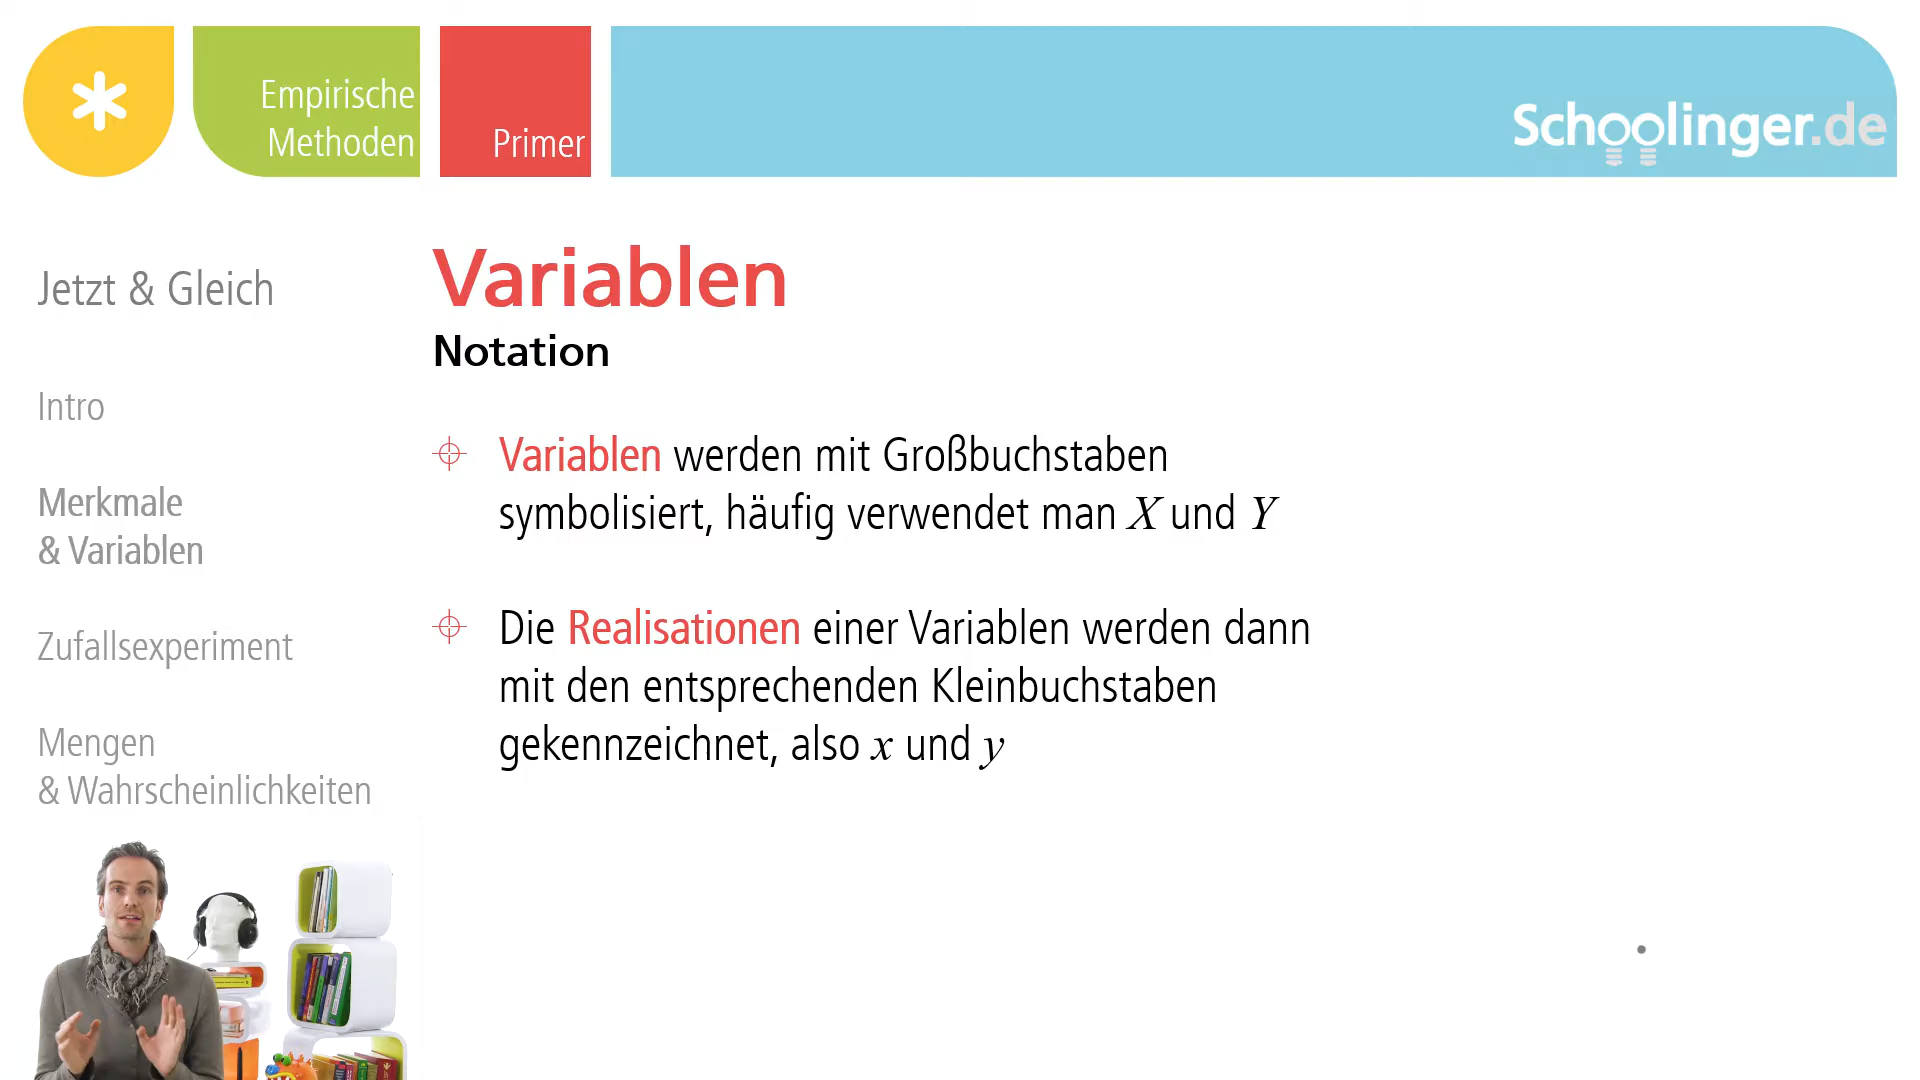 Empirische
Methoden
Primer
Schoolinger.de
Jetzt & Gleich
Intro
Merkmale
& Variablen
Zufallsexperiment
Mengen
& Wahrscheinlichkeiten
Variablen
Notation
Variablen werden mit Großbuchstaben
symbolisiert, häufig verwendet man X und Y
Die Realisationen einer Variablen werden dann
mit den entsprechenden Kleinbuchstaben
gekennzeichnet, also x und y